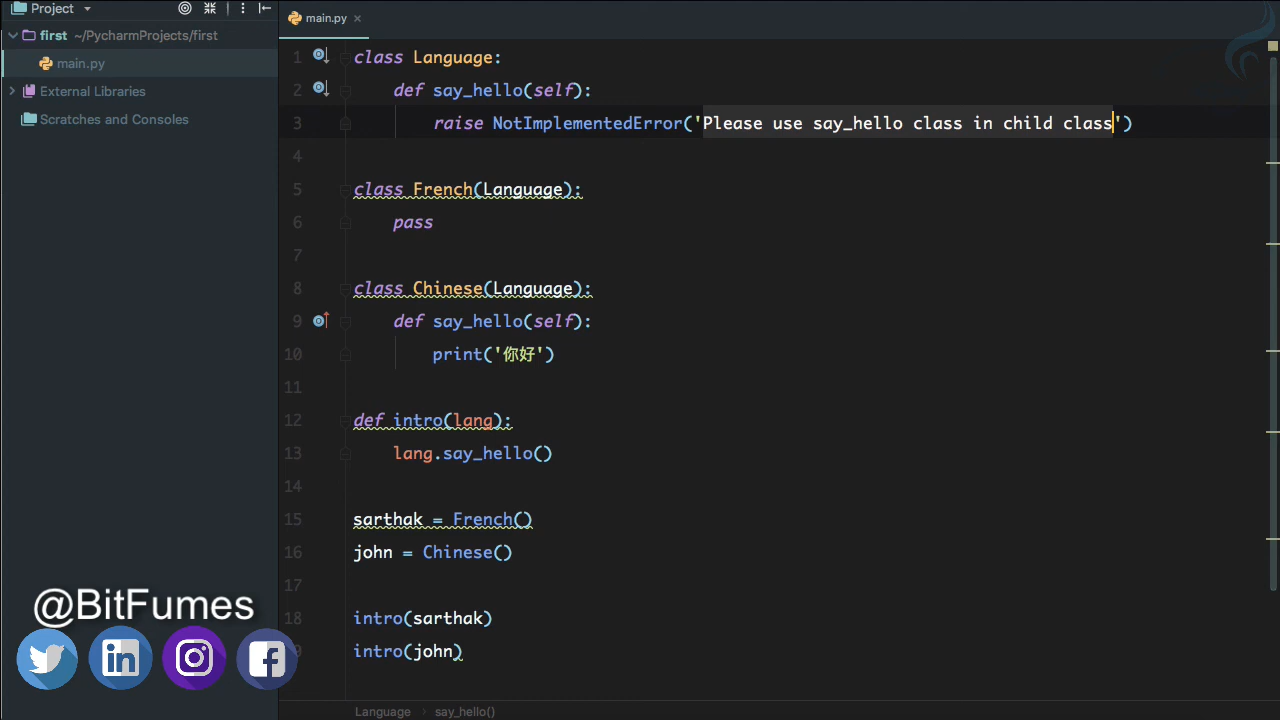 Project
main.py
first ~/PycharmProjects/first
main.py
External Libraries
Scratches and Consoles
1 class Language:
2 def say_hello(self):
3 raise NotImplementedError('Please use say_hello class in child class')
4
5 class French(Language):
6 pass
7
8 class Chinese(Language):
9 def say_hello(self):
10 print('你好')
11
12 def intro(lang):
13 lang.say_hello()
14
15 sarthak = French()
16 john = Chinese()
17
18 intro(sarthak)
intro(john)
@BitFumes
in
f
Language say_hello()